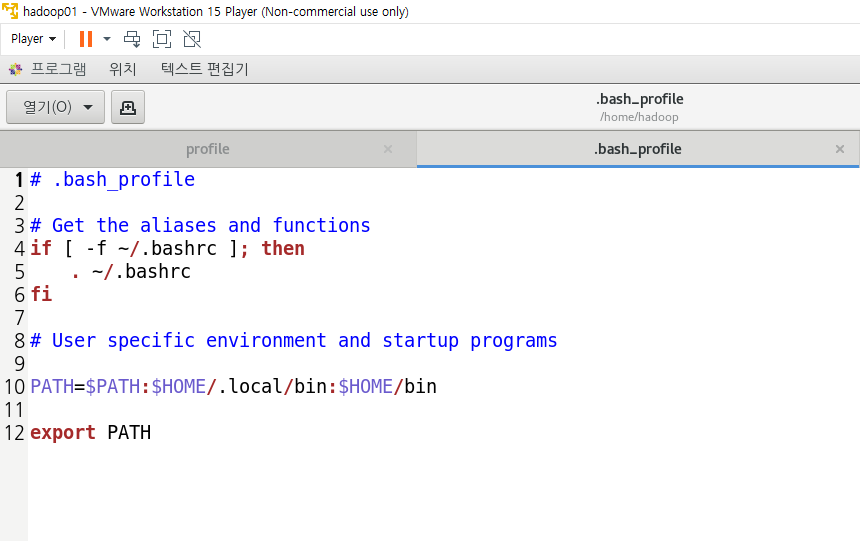 hadoop01 - VMware Workstation 15 Player (Non-commercial use only)
Player
프로그램 위치 텍스트 편집기
열기(O)
.bash_profile
/home/hadoop
profile × .bash_profile ×
1 # .bash_profile
2
3 # Get the aliases and functions
4 if [ -f ~/.bashrc ]; then
5     . ~/.bashrc
6 fi
7
8 # User specific environment and startup programs
9
10 PATH=$PATH:$HOME/.local/bin:$HOME/bin
11
12 export PATH